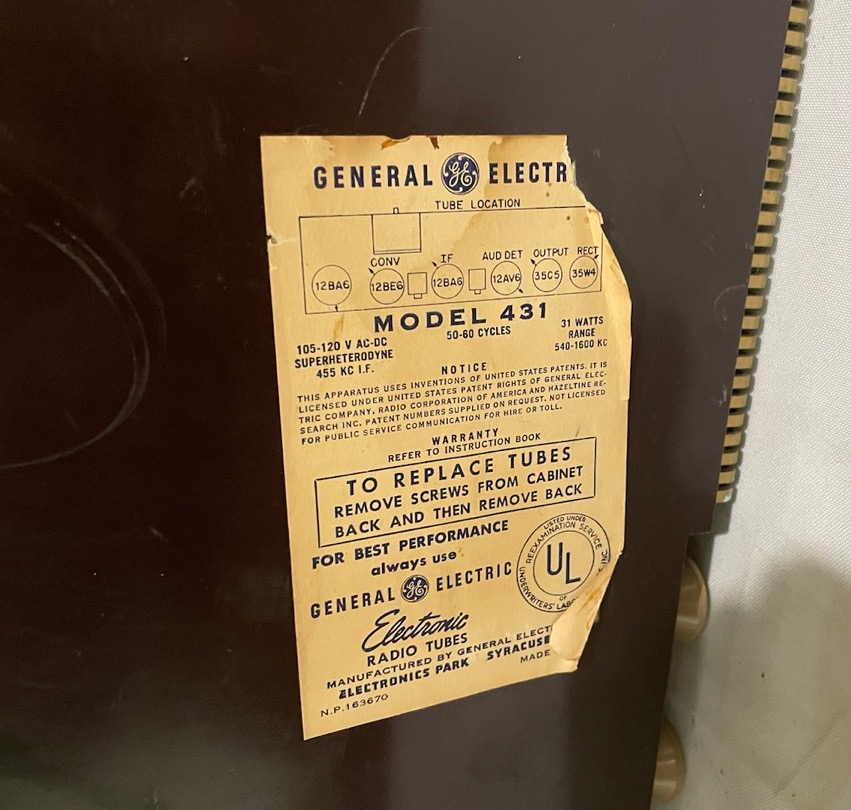 GENERAL GE ELECTR
TUBE LOCATION
CONV IF AUD DET OUTPUT RECT
12BA6 12BE6 12BA6 12AV6 35C5 35W4
MODEL 431
105-120 V AC-DC 50-60 CYCLES 31 WATTS
SUPERHETERODYNE RANGE
455 KC I.F. 540-1600 KC
NOTICE
THIS APPARATUS USES INVENTIONS OF UNITED STATES PATENTS. IT IS
LICENSED UNDER UNITED STATES PATENT RIGHTS OF GENERAL ELEC-
TRIC COMPANY, RADIO CORPORATION OF AMERICA AND HAZELTINE RE-
SEARCH INC. PATENT NUMBERS SUPPLIED ON REQUEST. NOT LICENSED
FOR PUBLIC SERVICE COMMUNICATION FOR HIRE OR TOLL.
WARRANTY
REFER TO INSTRUCTION BOOK
TO REPLACE TUBES
REMOVE SCREWS FROM CABINET
BACK AND THEN REMOVE BACK
FOR BEST PERFORMANCE
always use
GENERAL GE ELECTRIC
Electronic
RADIO TUBES
MANUFACTURED BY GENERAL ELECT
ELECTRONICS PARK SYRACUSE
MADE
N.P.163670
LISTED UNDER
REEXAMINATION SERVICE
UL
OF
UNDERWRITERS' LAB INC.